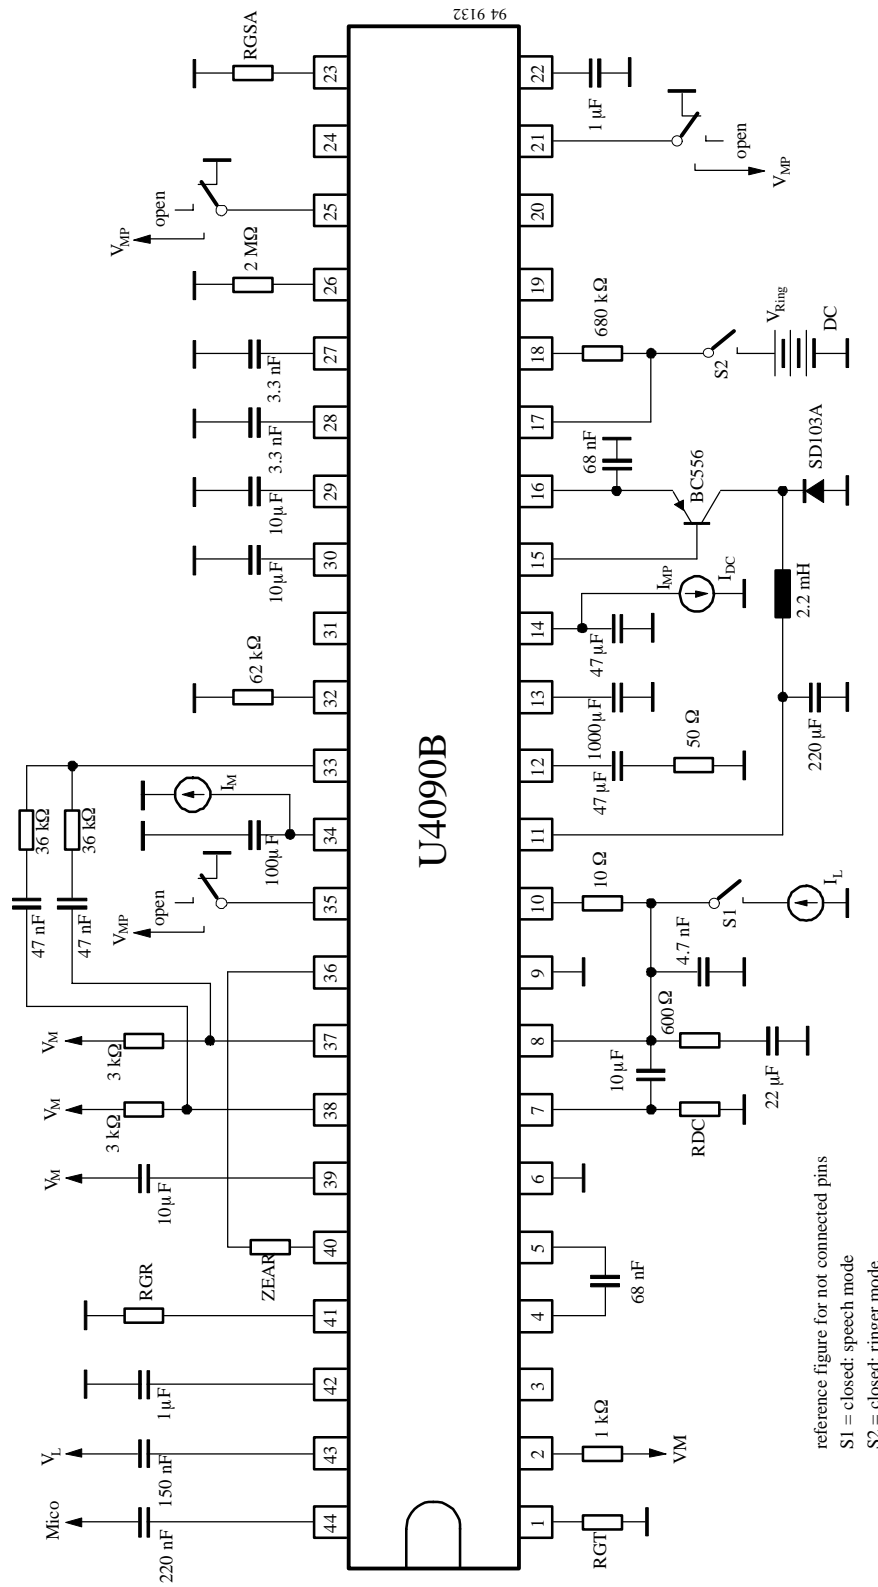 94 9132
RGSA
23
24
25
26
27
28
29
30
31
32
33
34
35
36
37
38
39
40
41
42
43
44
22
21
20
19
18
17
16
15
14
13
12
11
10
9
8
7
6
5
4
3
2
1
U4090B
open
VMP
2 MΩ
3.3 nF
3.3 nF
10 µF
10 µF
62 kΩ
36 kΩ
36 kΩ
47 nF
47 nF
IM
100 µF
open
VMP
VM
3 kΩ
VM
3 kΩ
VM
10 µF
ZEAR
RGR
1 µF
VL
150 nF
Mico
220 nF
1 µF
open
VMP
680 kΩ
S2
VRing
DC
68 nF
BC556
SD103A
IMP
IDC
2.2 mH
47 µF
1000 µF
47 µF
50 Ω
220 µF
10 Ω
S1
IL
4.7 nF
600 Ω
10 µF
22 µF
RDC
68 nF
1 kΩ
VM
RGT
reference figure for not connected pins
S1 = closed: speech mode
S2 = closed: ringer mode